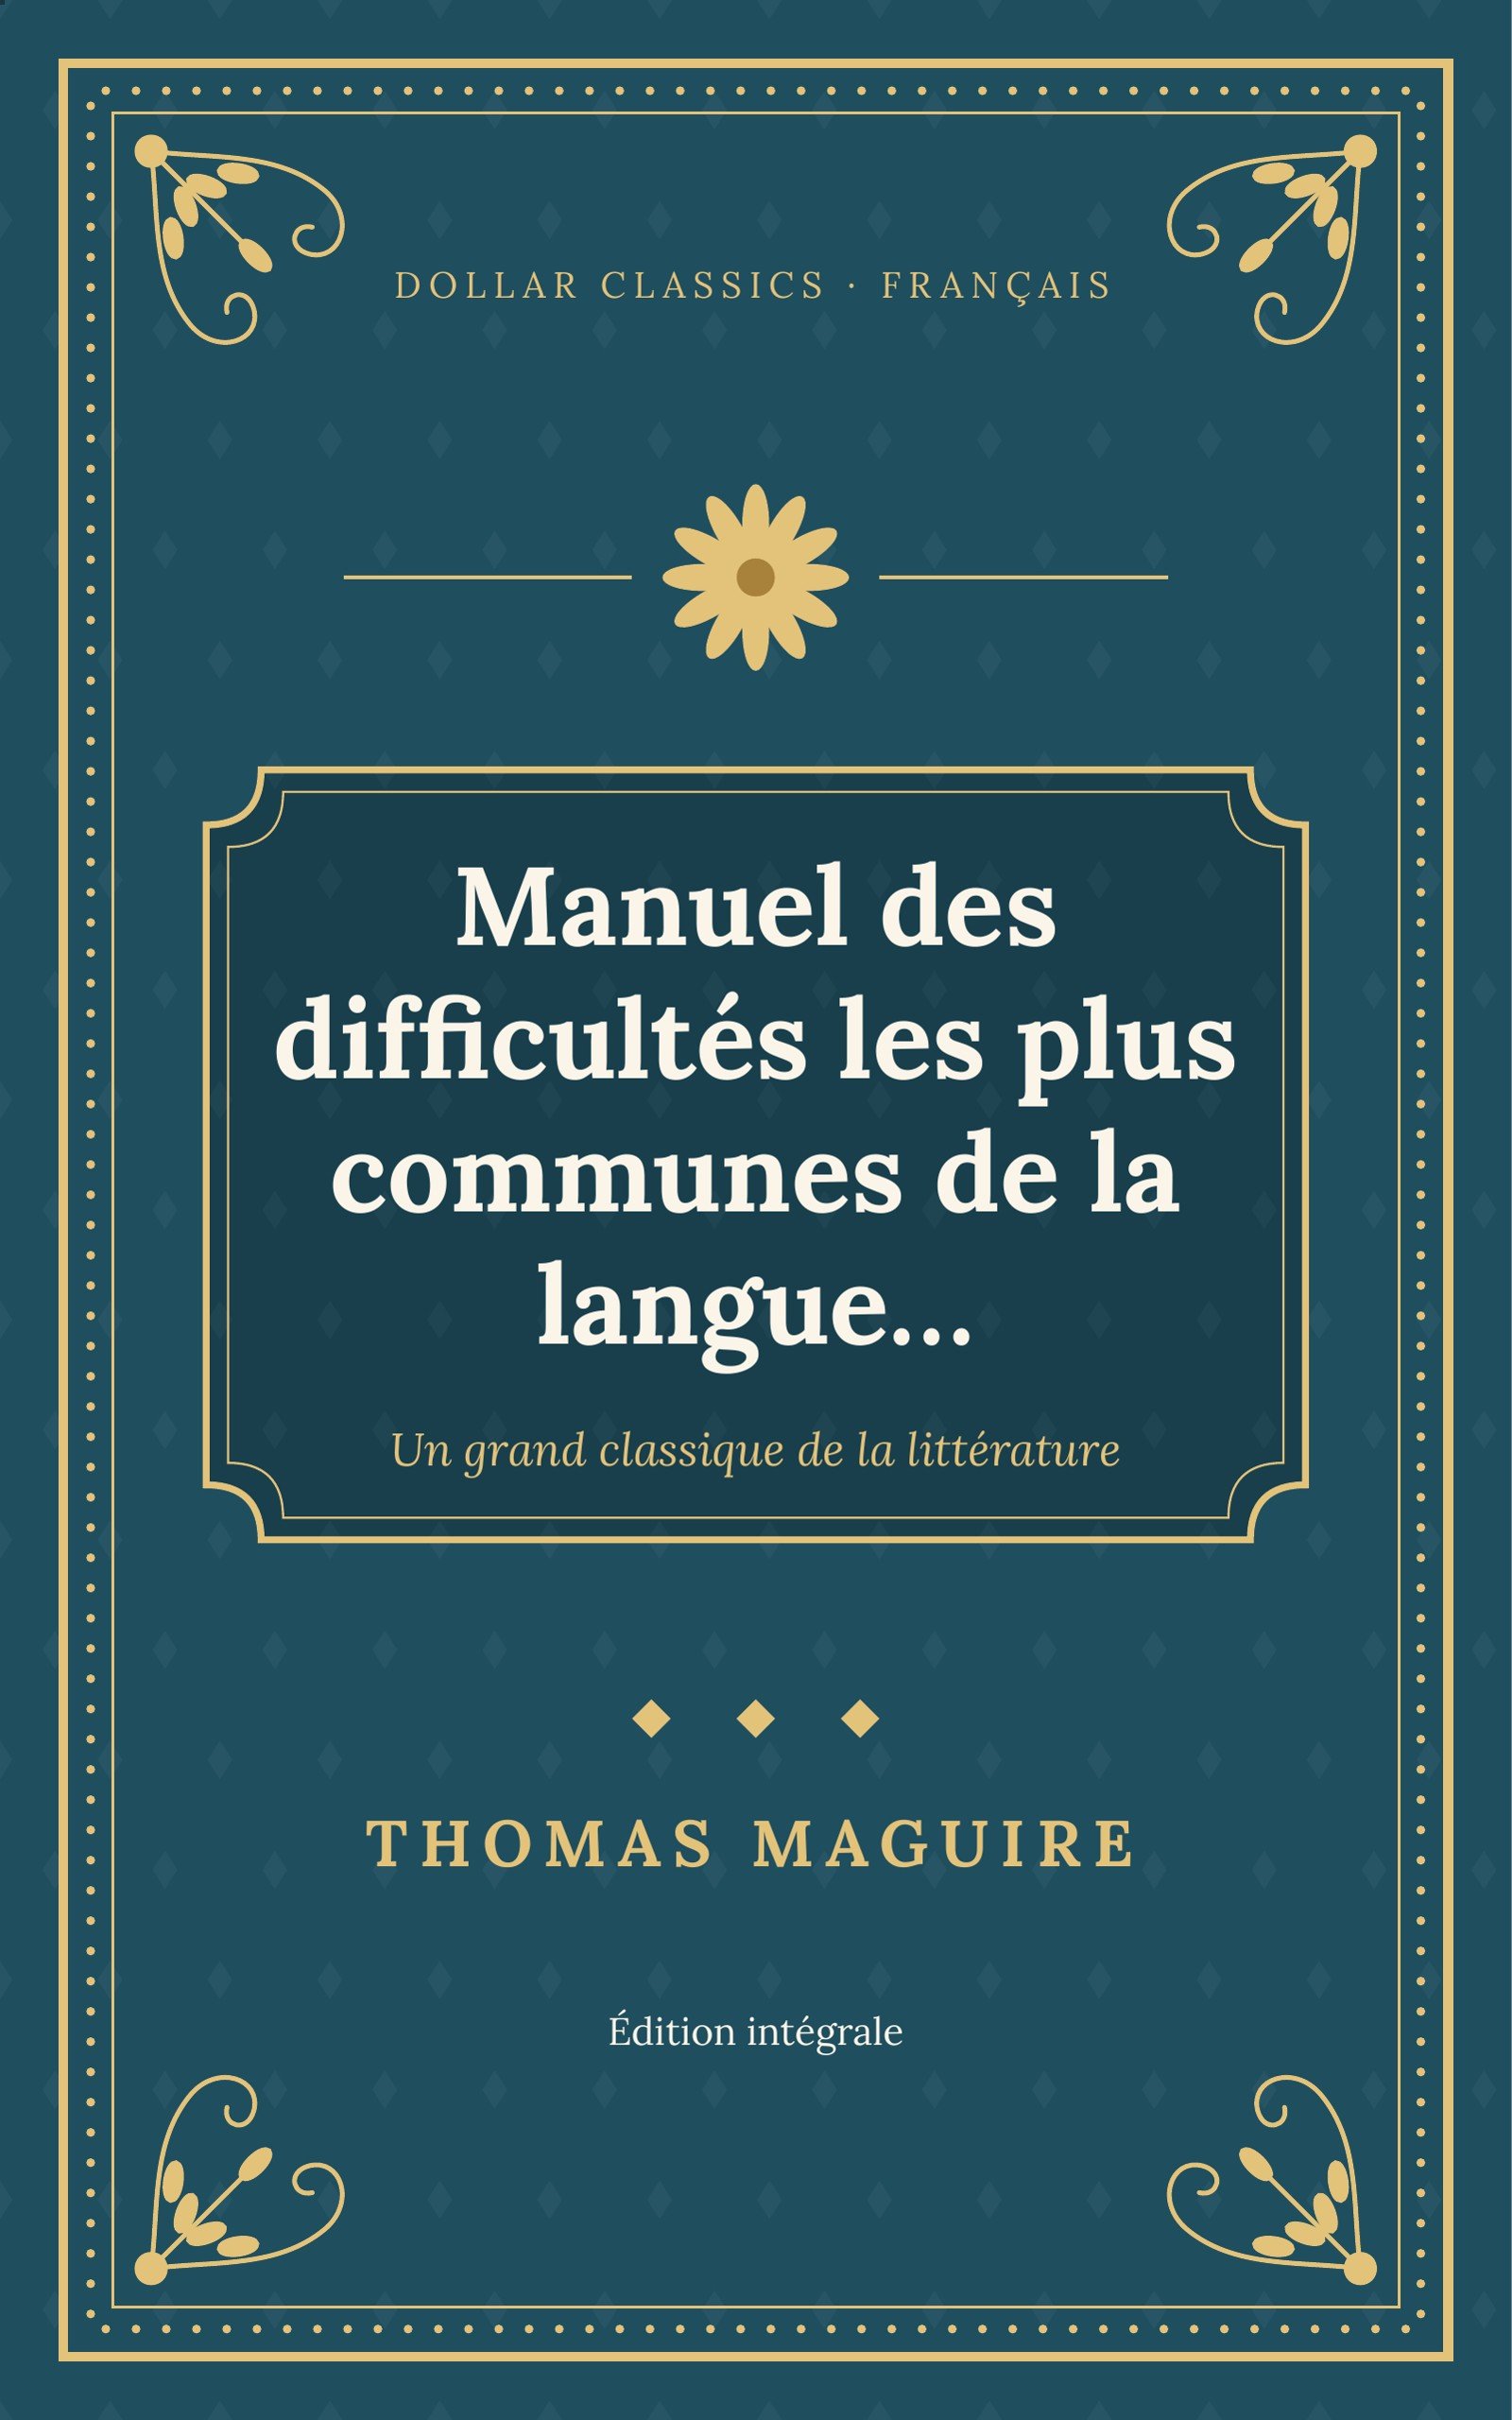 DOLLAR CLASSICS · FRANÇAIS
Manuel des
difficultés les plus
communes de la
langue...
Un grand classique de la littérature
THOMAS MAGUIRE
Édition intégrale